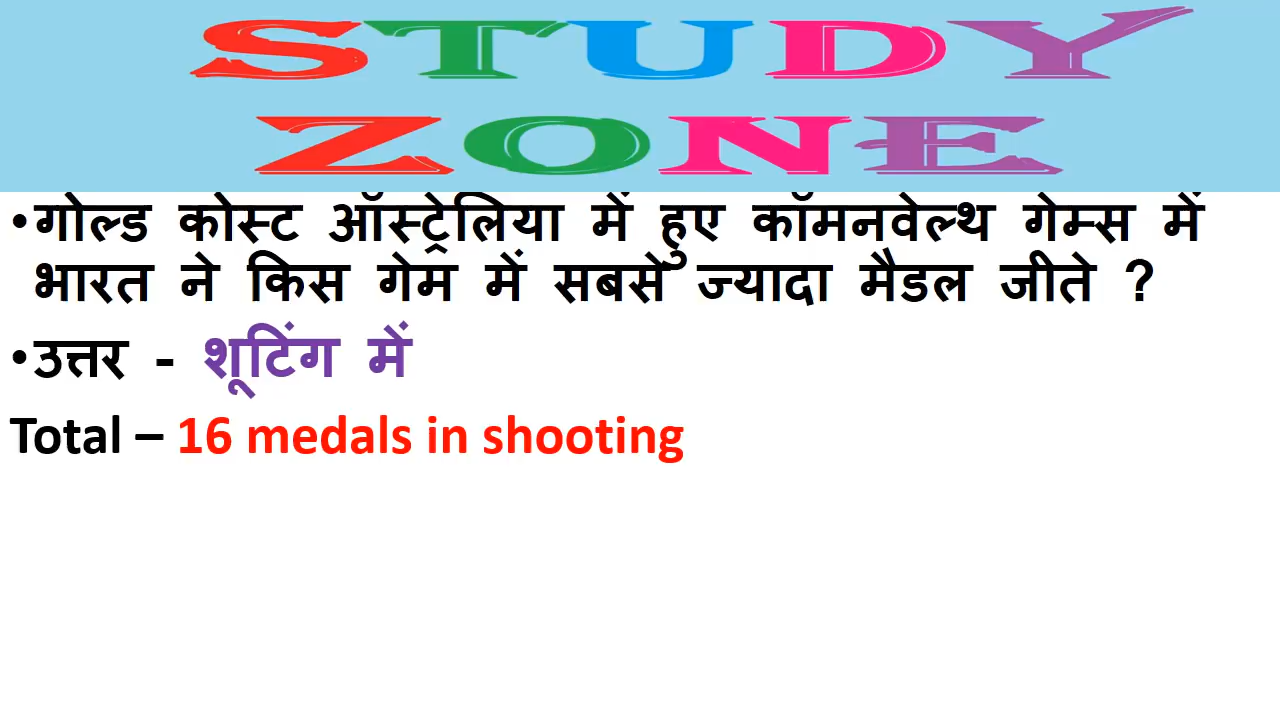 STUDY
ZONE
•गोल्ड कोस्ट ऑस्ट्रेलिया में हुए कॉमनवेल्थ गेम्स में
भारत ने किस गेम में सबसे ज्यादा मैडल जीते ?
•उत्तर - शूटिंग में
Total – 16 medals in shooting